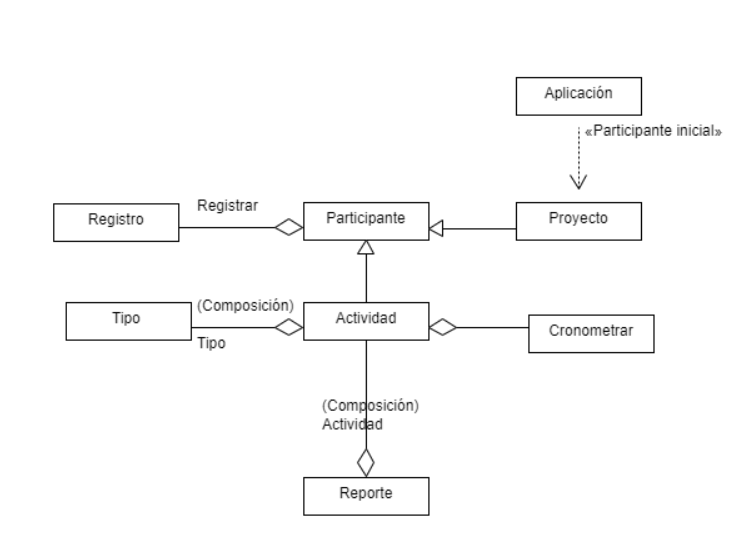 Aplicación
«Participante inicial»
Registro
Registrar
Participante
Proyecto
Tipo
(Composición)
Tipo
Actividad
Cronometrar
(Composición)
Actividad
Reporte